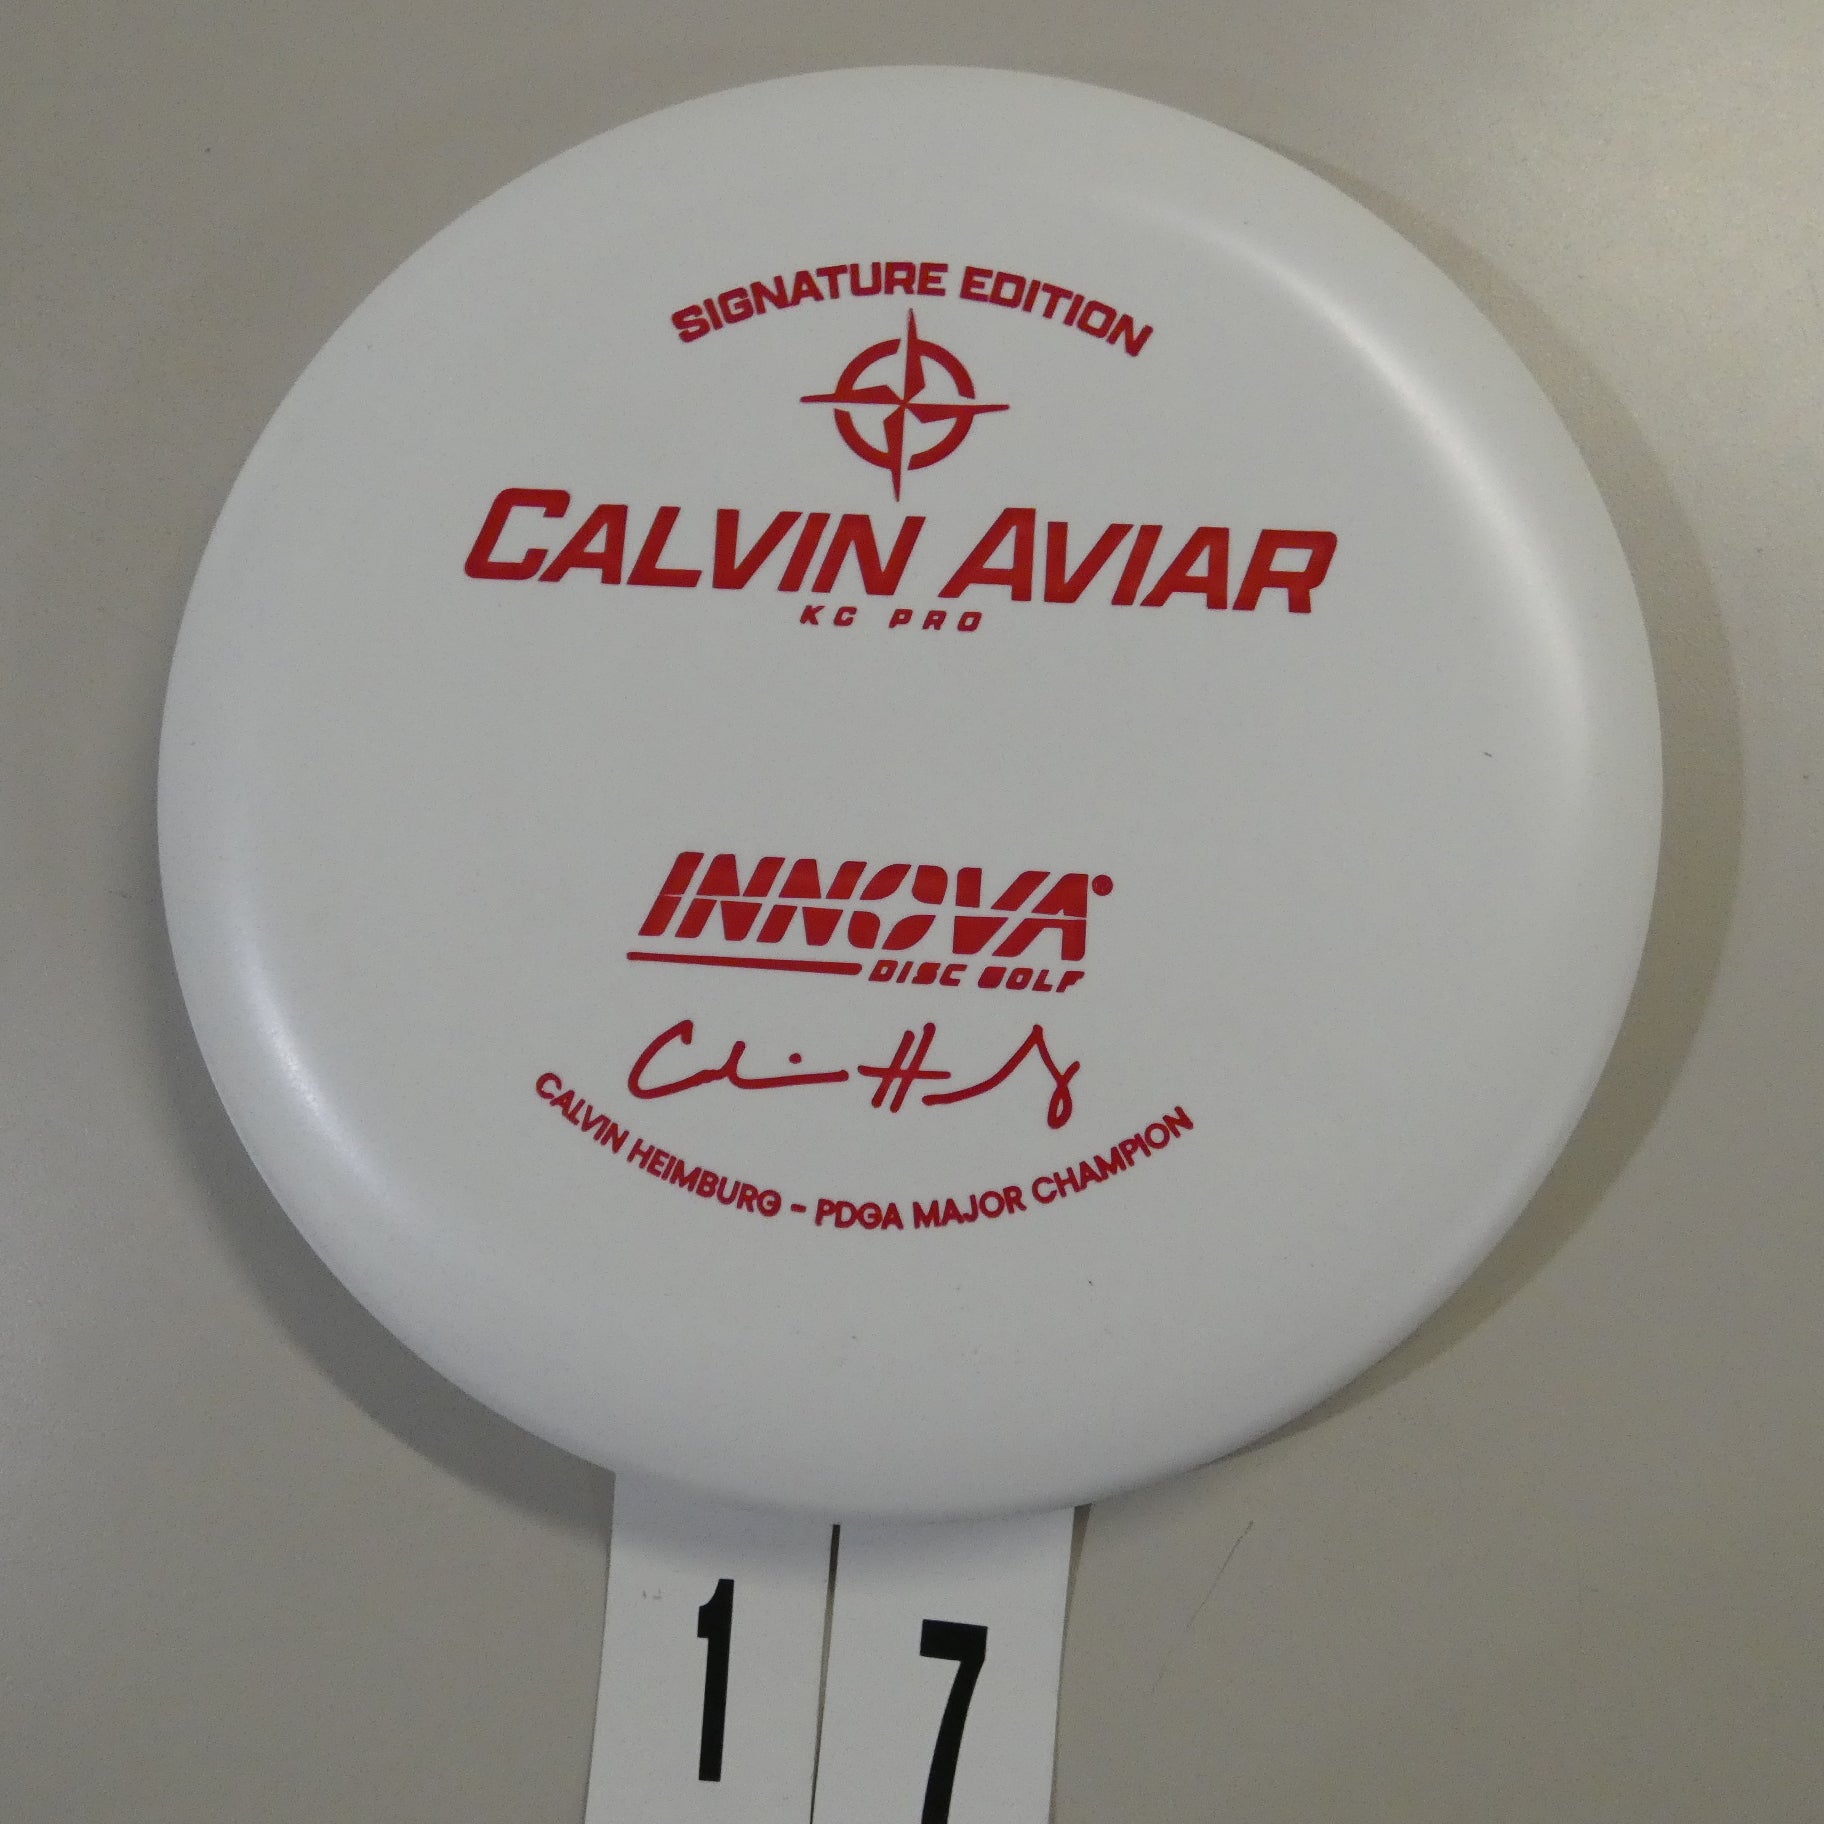 SIGNATURE EDITION
CALVIN AVIAR
KC PRO
INNOVA
DISC GOLF
CALVIN HEIMBURG - PDGA MAJOR CHAMPION
1 7